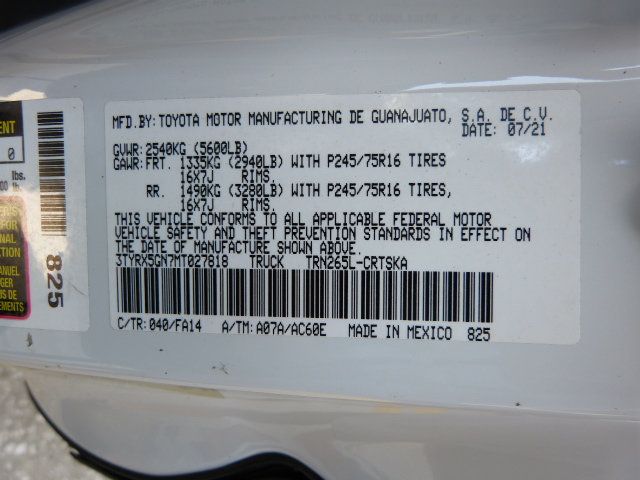 MFD.BY: TOYOTA MOTOR MANUFACTURING DE GUANAJUATO, S.A. DE C.V.
DATE: 07/21
GVWR: 2540KG (5600LB)
GAWR: FRT. 1335KG (2940LB) WITH P245/75R16 TIRES
16X7J RIMS,
RR. 1490KG (3280LB) WITH P245/75R16 TIRES,
16X7J RIMS,
THIS VEHICLE CONFORMS TO ALL APPLICABLE FEDERAL MOTOR
VEHICLE SAFETY AND THEFT PREVENTION STANDARDS IN EFFECT ON
THE DATE OF MANUFACTURE SHOWN ABOVE.
3TYRX5GN7MT027818 TRUCK TRN265L-CRTSKA
C/TR: 040/FA14 A/TM: A07A/AC60E MADE IN MEXICO 825
ENT
0
lbs.
825